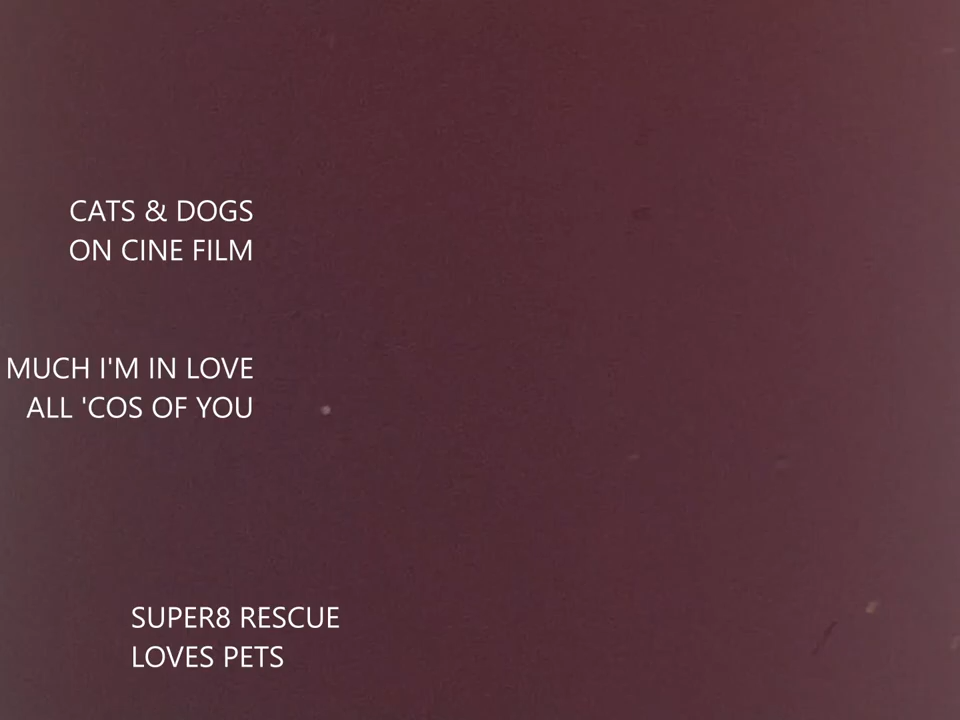 CATS & DOGS
ON CINE FILM
MUCH I'M IN LOVE
ALL 'COS OF YOU
SUPER8 RESCUE
LOVES PETS